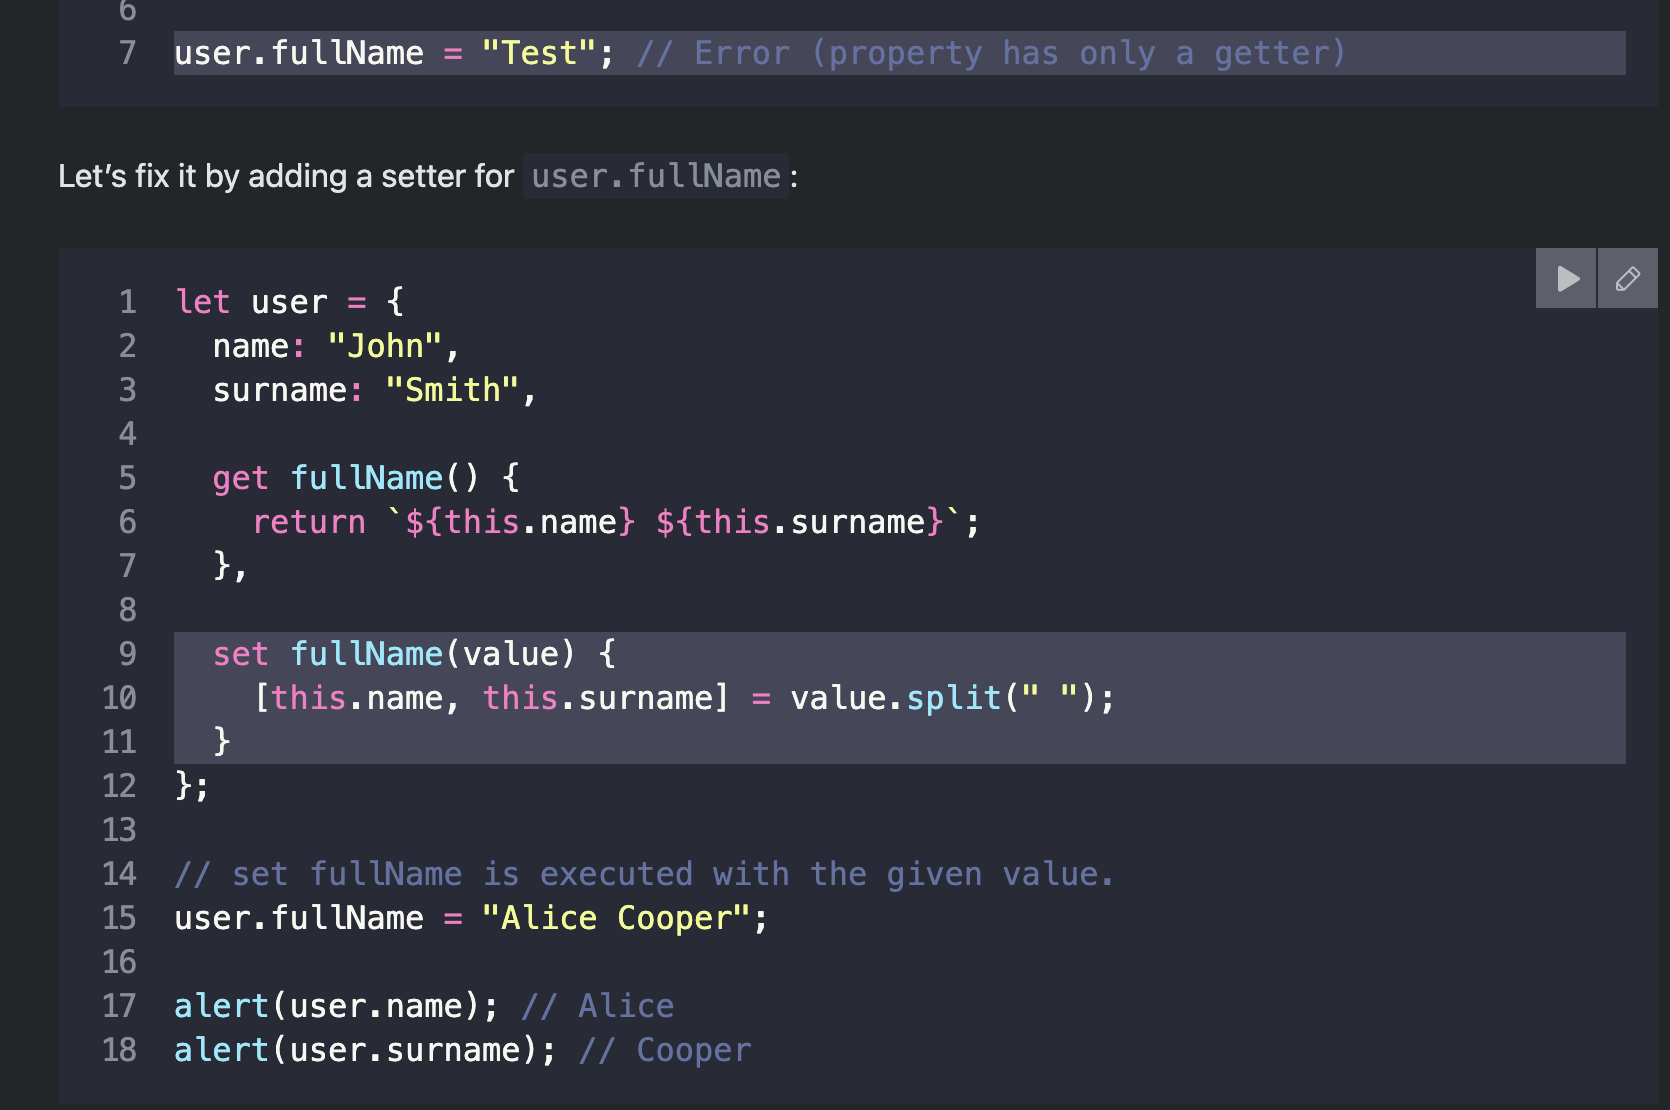 6
7 user.fullName = "Test"; // Error (property has only a getter)
Let's fix it by adding a setter for user.fullName:
1 let user = {
2   name: "John",
3   surname: "Smith",
4
5   get fullName() {
6     return `${this.name} ${this.surname}`;
7   },
8
9   set fullName(value) {
10     [this.name, this.surname] = value.split(" ");
11   }
12 };
13
14 // set fullName is executed with the given value.
15 user.fullName = "Alice Cooper";
16
17 alert(user.name); // Alice
18 alert(user.surname); // Cooper